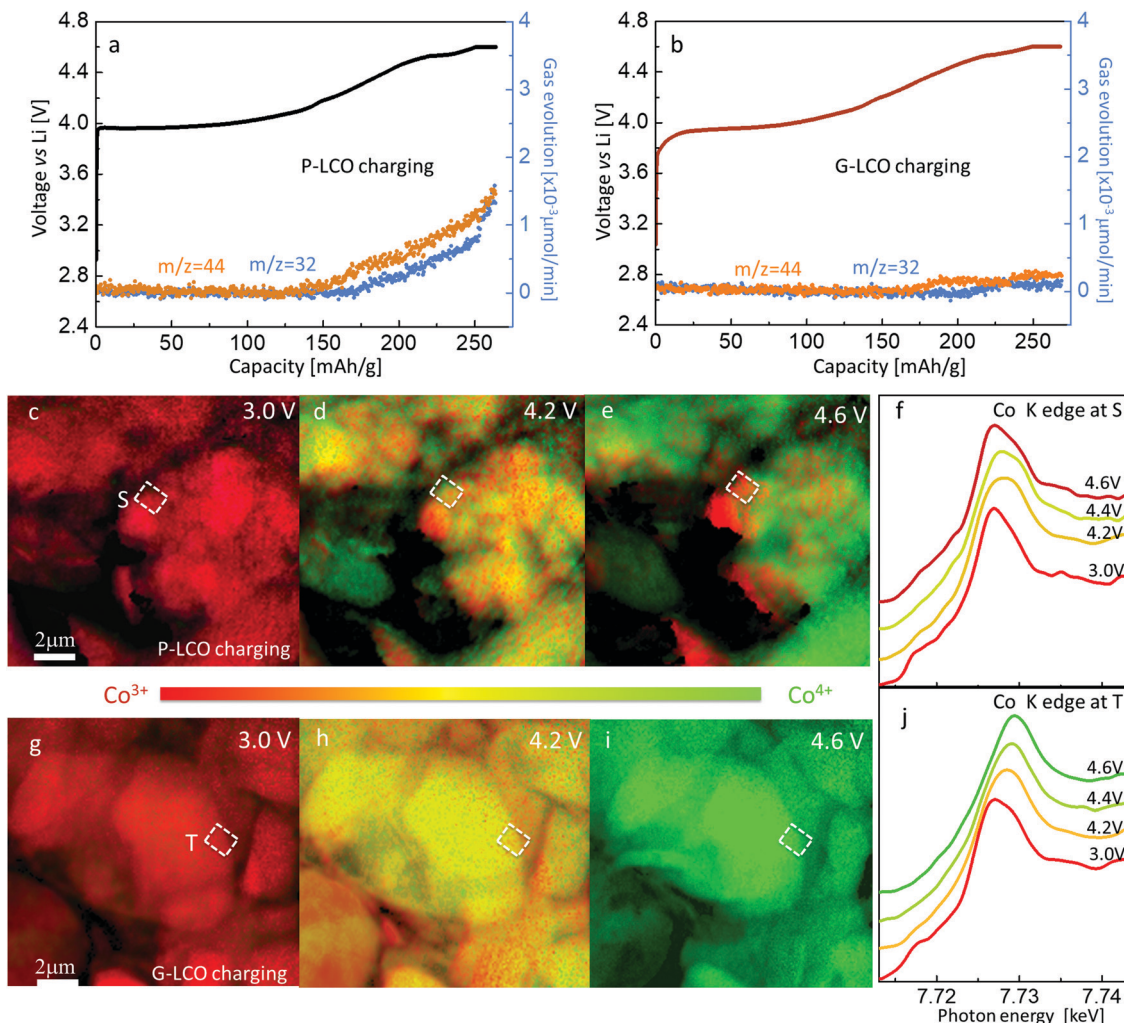 a
4.8
4.4
4.0
3.6
3.2
2.8
2.4
Voltage vs Li [V]
P-LCO charging
m/z=44
m/z=32
0
50
100
150
200
250
Capacity [mAh/g]
4
3
2
1
0
Gas evolution [x10⁻³ μmol/min]
b
4.8
4.4
4.0
3.6
3.2
2.8
2.4
Voltage vs Li [V]
G-LCO charging
m/z=44
m/z=32
0
50
100
150
200
250
Capacity [mAh/g]
4
3
2
1
0
Gas evolution [x10⁻³ μmol/min]
c
3.0 V
S
2μm
P-LCO charging
d
4.2 V
e
4.6 V
f
Co K edge at S
4.6V
4.4V
4.2V
3.0V
Co³⁺
Co⁴⁺
g
3.0 V
T
2μm
G-LCO charging
h
4.2 V
i
4.6 V
j
Co K edge at T
4.6V
4.4V
4.2V
3.0V
7.72
7.73
7.74
Photon energy [keV]